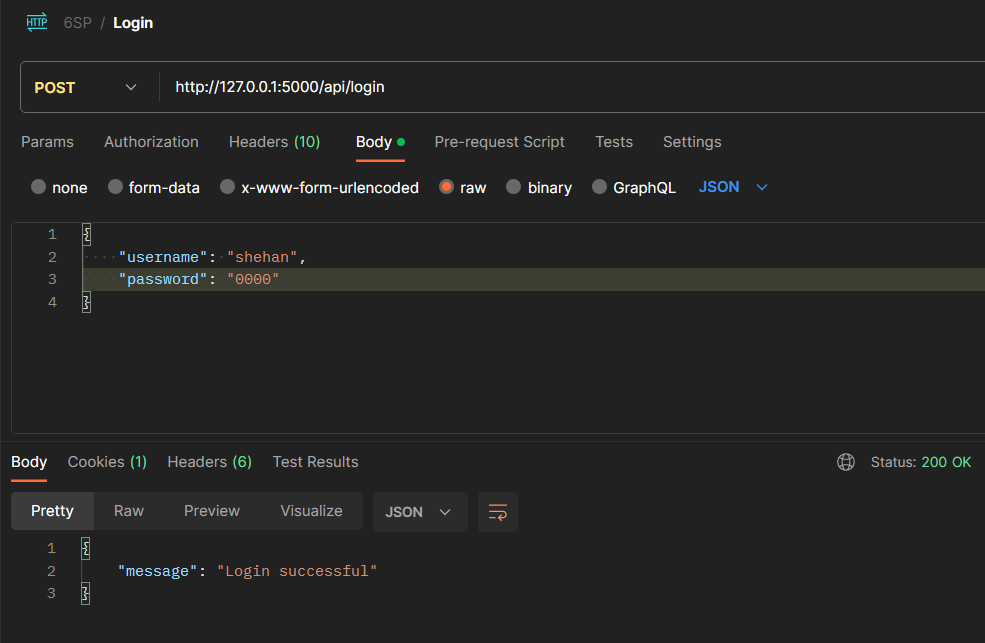 HTTP 6SP / Login
POST http://127.0.0.1:5000/api/login
Params Authorization Headers (10) Body Pre-request Script Tests Settings
none form-data x-www-form-urlencoded raw binary GraphQL JSON
1 {
2 "username": "shehan",
3 "password": "0000"
4 }
Body Cookies (1) Headers (6) Test Results Status: 200 OK
Pretty Raw Preview Visualize JSON
1 {
2 "message": "Login successful"
3 }